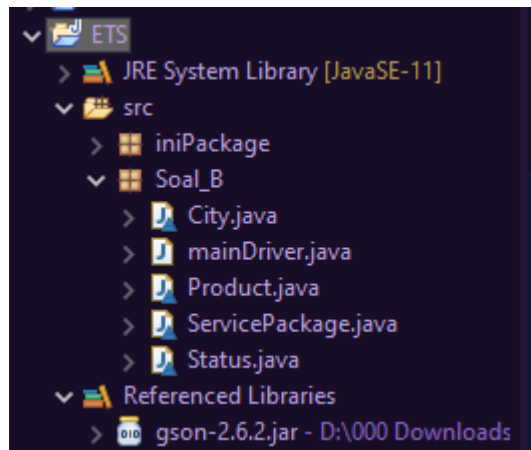 ETS
JRE System Library [JavaSE-11]
src
iniPackage
Soal_B
City.java
mainDriver.java
Product.java
ServicePackage.java
Status.java
Referenced Libraries
gson-2.6.2.jar - D:\000 Downloads